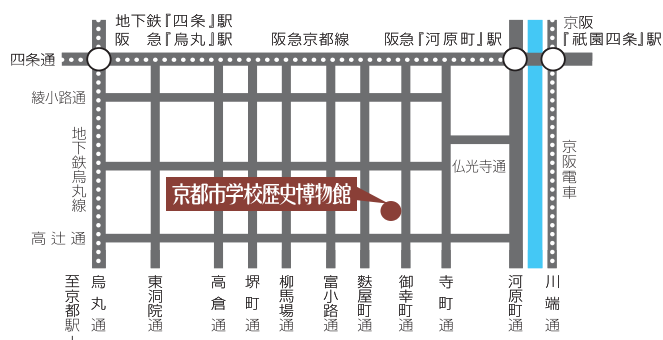 地下鉄『四条』駅
阪 急『烏丸』駅
阪急京都線
阪急『河原町』駅
京阪
『祇園四条』駅
四条通
綾小路通
地下鉄烏丸線
仏光寺通
京阪電車
京都市学校歴史博物館
高辻通
至京都駅
烏丸通
東洞院通
高倉通
堺町通
柳馬場通
富小路通
麩屋町通
御幸町通
寺町通
河原町通
川端通